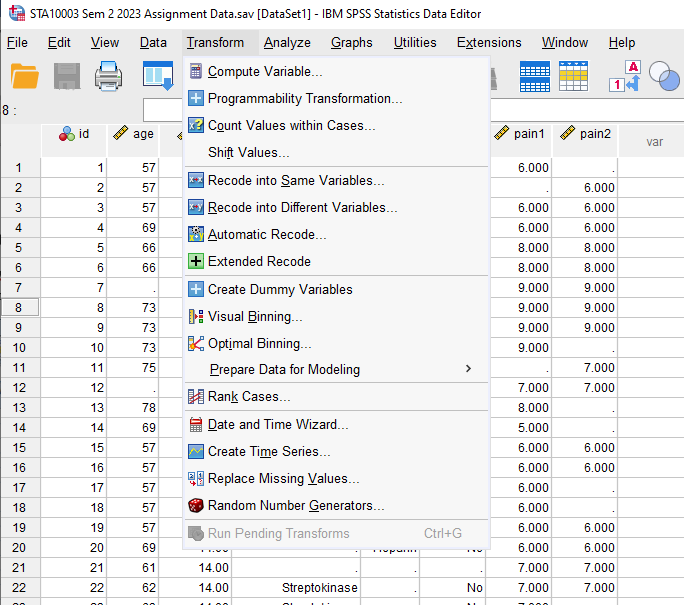 STA10003 Sem 2 2023 Assignment Data.sav [DataSet1] - IBM SPSS Statistics Data Editor
File Edit View Data Transform Analyze Graphs Utilities Extensions Window Help
Compute Variable...
Programmability Transformation...
8 :
Count Values within Cases...
id age pain1 pain2 var
Shift Values...
1 1 57 6.000 .
Recode into Same Variables...
2 2 57 . 6.000
Recode into Different Variables...
3 3 57 6.000 6.000
4 4 69 6.000 6.000
Automatic Recode...
5 5 66 8.000 8.000
Extended Recode
6 6 66 8.000 8.000
Create Dummy Variables
7 7 . 9.000 9.000
8 8 73 9.000 9.000
Visual Binning...
9 9 73 9.000 9.000
Optimal Binning...
10 10 73 9.000 .
Prepare Data for Modeling
11 11 75 . 7.000
12 12 . 7.000 7.000
Rank Cases...
13 13 78 8.000 .
Date and Time Wizard...
14 14 69 5.000 .
15 15 57 6.000 6.000
Create Time Series...
16 16 57 6.000 6.000
Replace Missing Values...
17 17 57 6.000 .
Random Number Generators...
18 18 57 6.000 .
19 19 57 6.000 6.000
Run Pending Transforms Ctrl+G
20 20 69 14.00 . Heparin No 6.000 6.000
21 21 61 14.00 . . . 7.000 7.000
22 22 62 14.00 Streptokinase . No 7.000 7.000